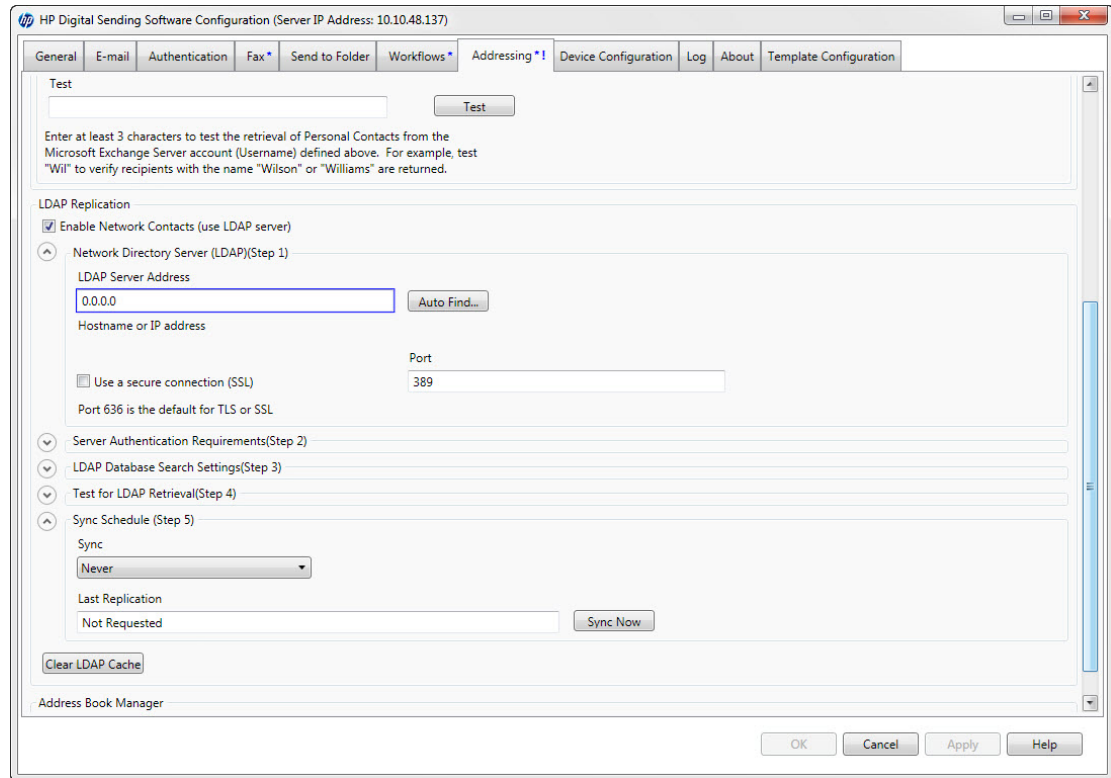 hp HP Digital Sending Software Configuration (Server IP Address: 10.10.48.137)
General E-mail Authentication Fax* Send to Folder Workflows* Addressing*! Device Configuration Log About Template Configuration
Test
Test
Enter at least 3 characters to test the retrieval of Personal Contacts from the
Microsoft Exchange Server account (Username) defined above. For example, test
"Wil" to verify recipients with the name "Wilson" or "Williams" are returned.
LDAP Replication
Enable Network Contacts (use LDAP server)
Network Directory Server (LDAP)(Step 1)
LDAP Server Address
0.0.0.0 Auto Find...
Hostname or IP address
Port
Use a secure connection (SSL) 389
Port 636 is the default for TLS or SSL
Server Authentication Requirements(Step 2)
LDAP Database Search Settings(Step 3)
Test for LDAP Retrieval(Step 4)
Sync Schedule (Step 5)
Sync
Never
Last Replication
Not Requested Sync Now
Clear LDAP Cache
Address Book Manager
OK Cancel Apply Help